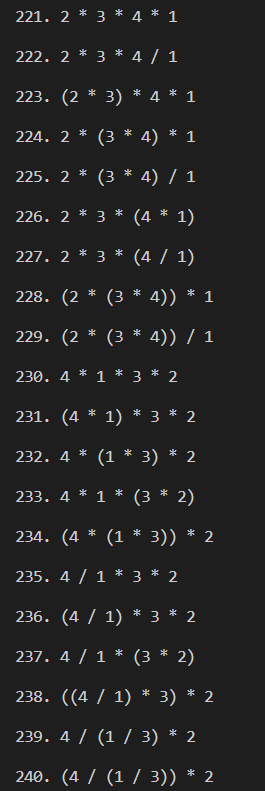 221. 2 * 3 * 4 * 1
222. 2 * 3 * 4 / 1
223. (2 * 3) * 4 * 1
224. 2 * (3 * 4) * 1
225. 2 * (3 * 4) / 1
226. 2 * 3 * (4 * 1)
227. 2 * 3 * (4 / 1)
228. (2 * (3 * 4)) * 1
229. (2 * (3 * 4)) / 1
230. 4 * 1 * 3 * 2
231. (4 * 1) * 3 * 2
232. 4 * (1 * 3) * 2
233. 4 * 1 * (3 * 2)
234. (4 * (1 * 3)) * 2
235. 4 / 1 * 3 * 2
236. (4 / 1) * 3 * 2
237. 4 / 1 * (3 * 2)
238. ((4 / 1) * 3) * 2
239. 4 / (1 / 3) * 2
240. (4 / (1 / 3)) * 2